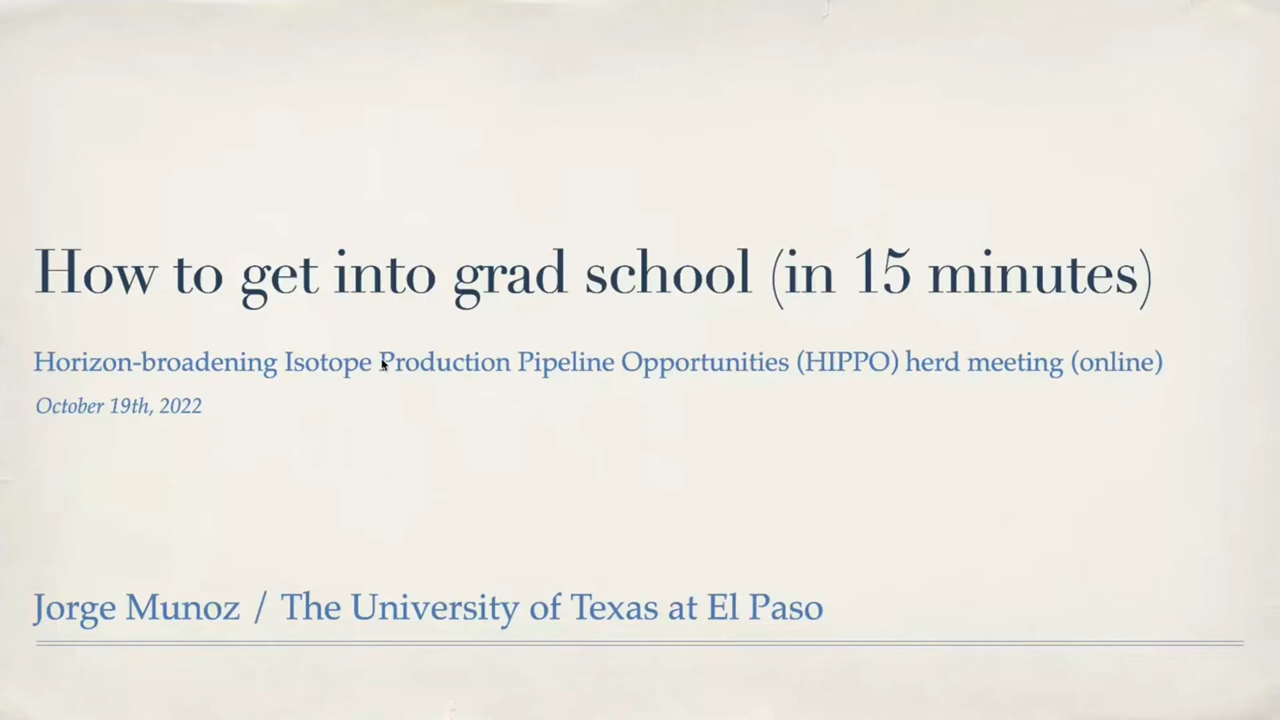 How to get into grad school (in 15 minutes)
Horizon-broadening Isotope Production Pipeline Opportunities (HIPPO) herd meeting (online)
October 19th, 2022
Jorge Munoz / The University of Texas at El Paso